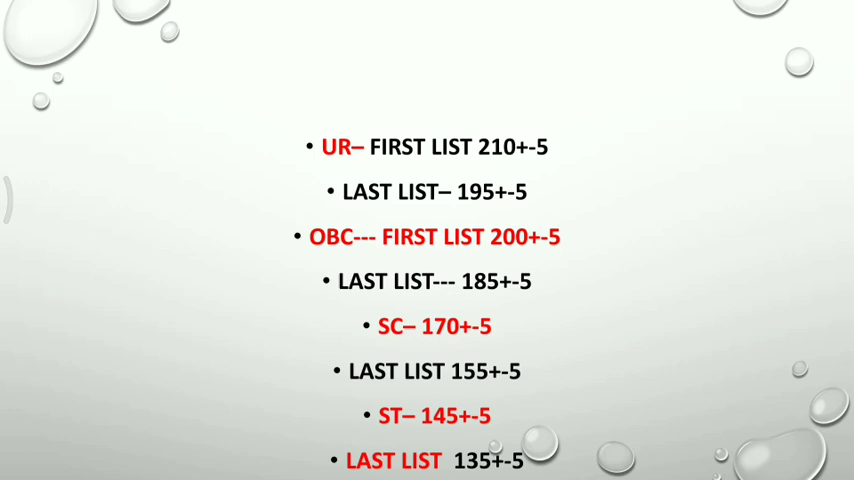 • UR– FIRST LIST 210+-5
• LAST LIST– 195+-5
• OBC--- FIRST LIST 200+-5
• LAST LIST--- 185+-5
• SC– 170+-5
• LAST LIST 155+-5
• ST– 145+-5
• LAST LIST 135+-5